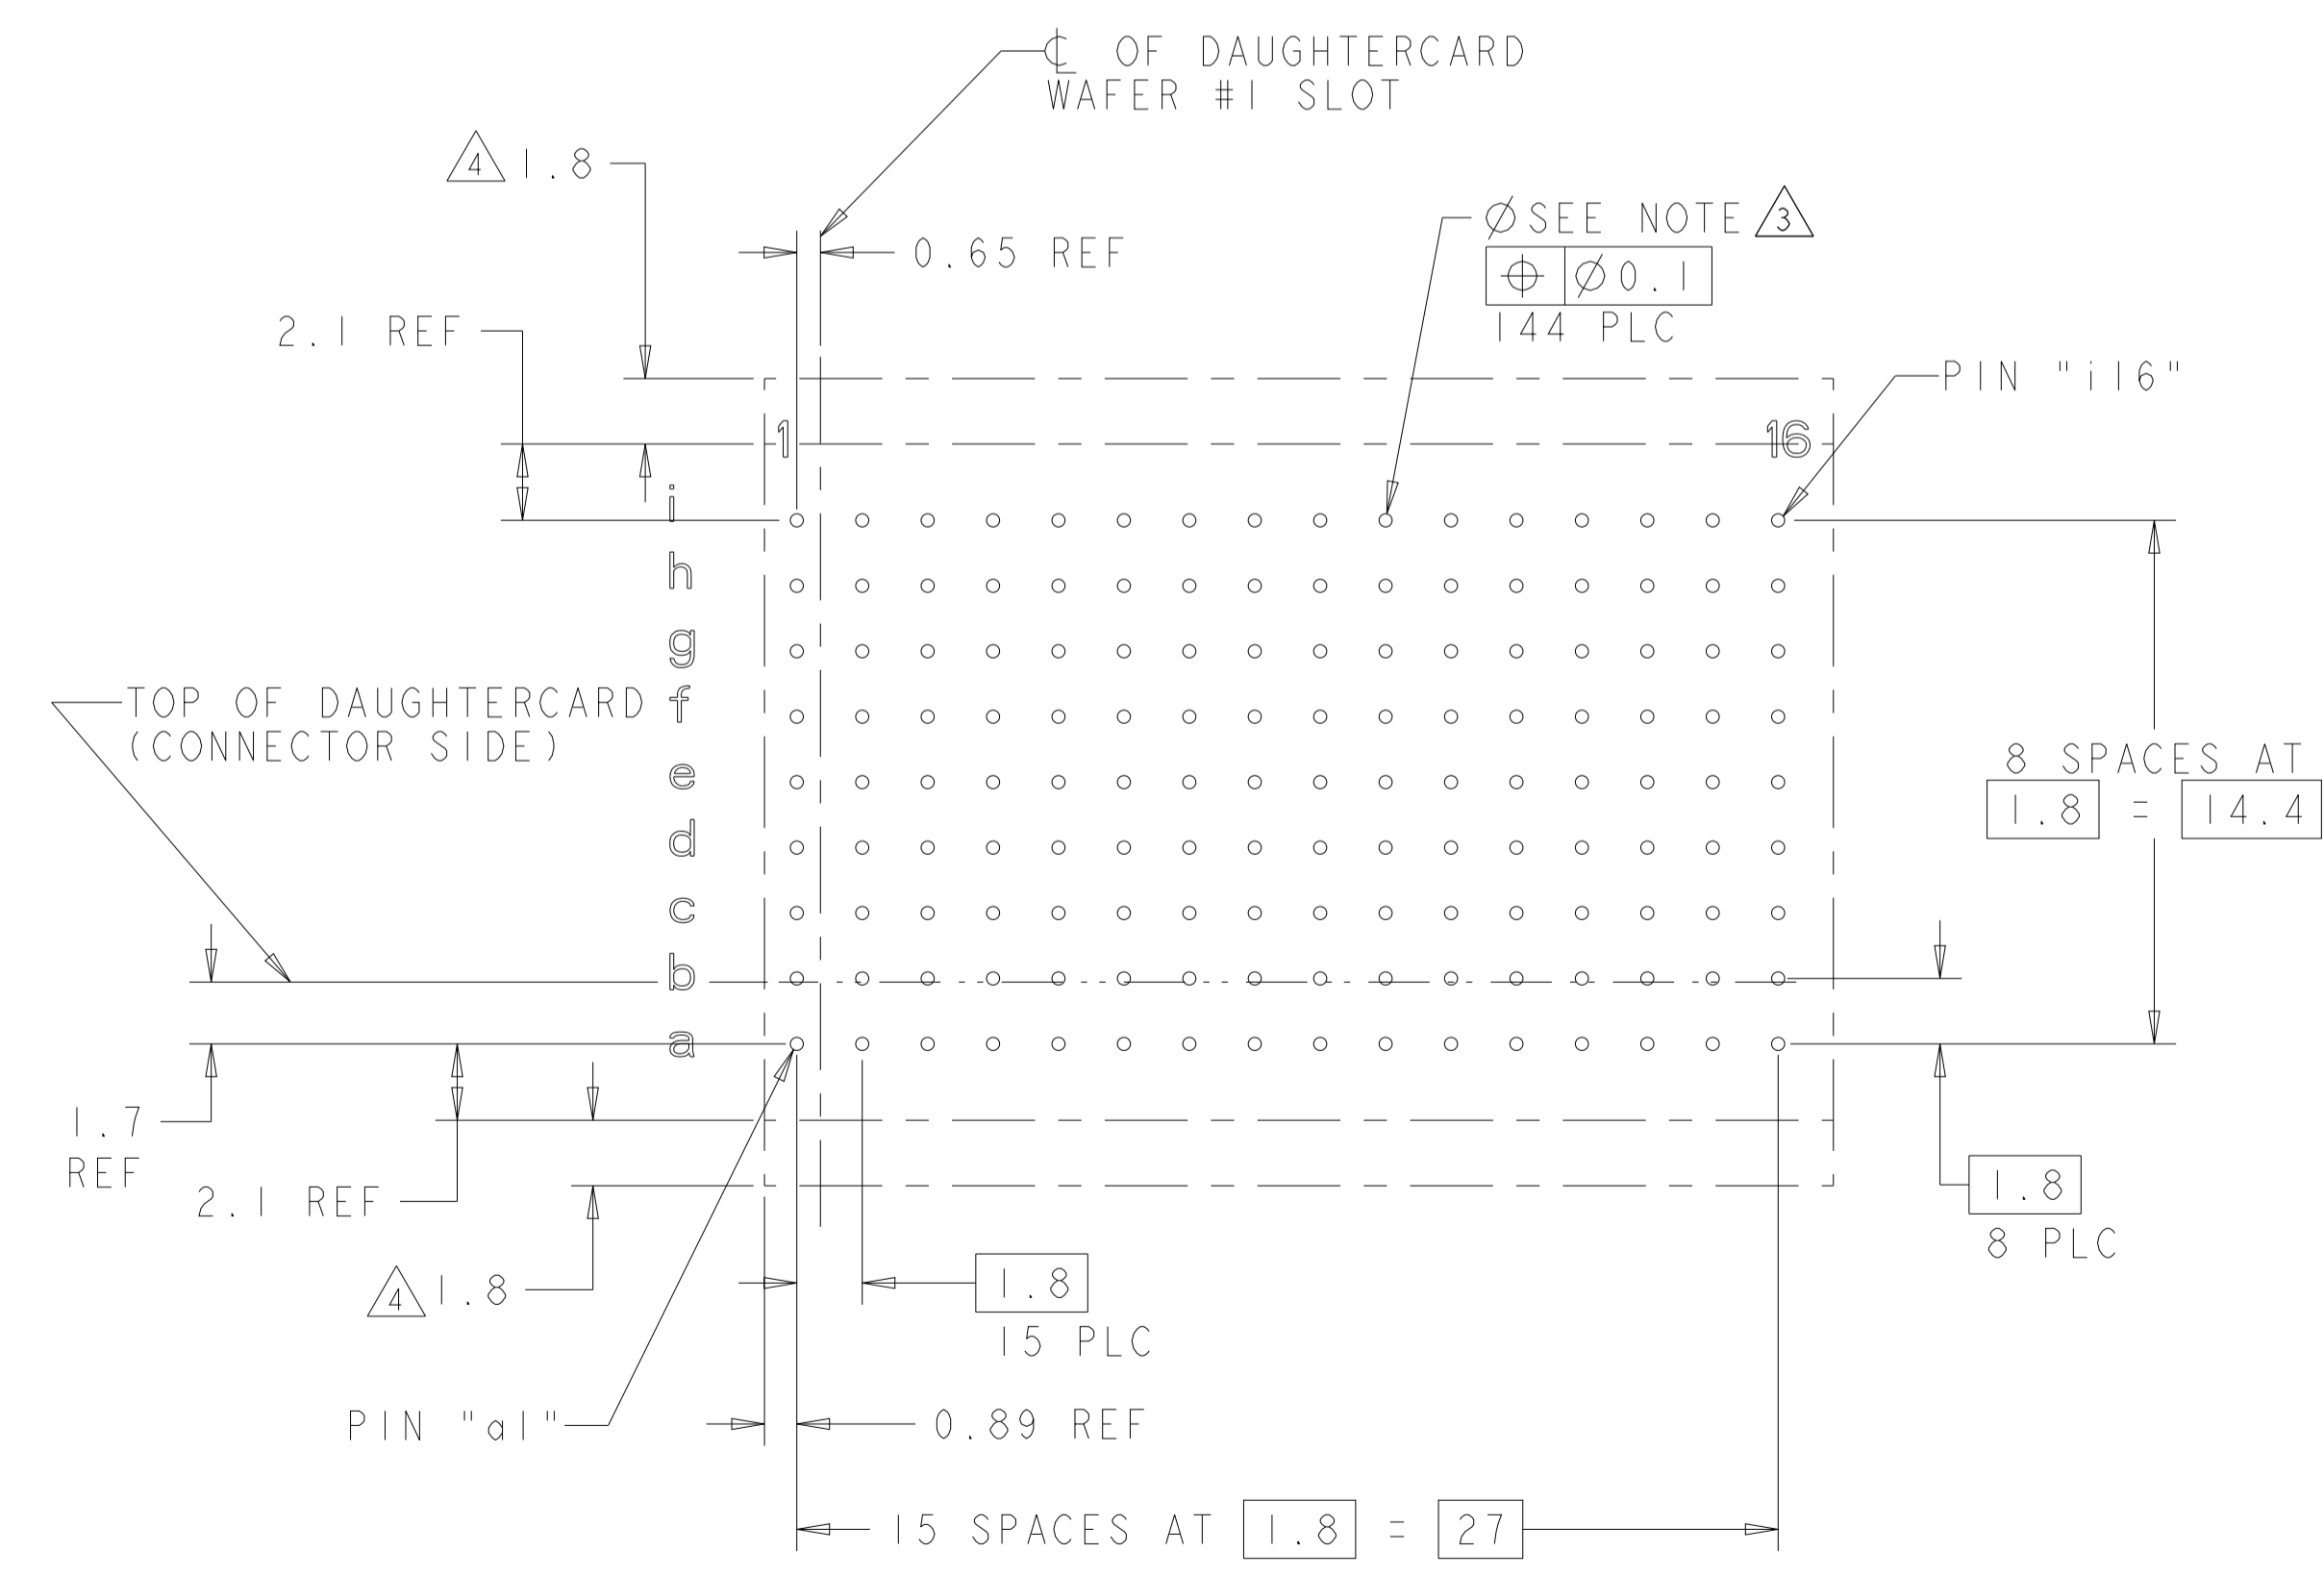 ℄ OF DAUGHTERCARD
WAFER #1 SLOT
4 1.8
ØSEE NOTE 3
0.65 REF
⌖ Ø0.1
144 PLC
2.1 REF
PIN "i16"
1
16
i
h
g
TOP OF DAUGHTERCARD
(CONNECTOR SIDE)
f
8 SPACES AT
1.8 = 14.4
e
d
c
b
a
1.7
REF
2.1 REF
1.8
8 PLC
4 1.8
1.8
15 PLC
PIN "a1"
0.89 REF
15 SPACES AT 1.8 = 27